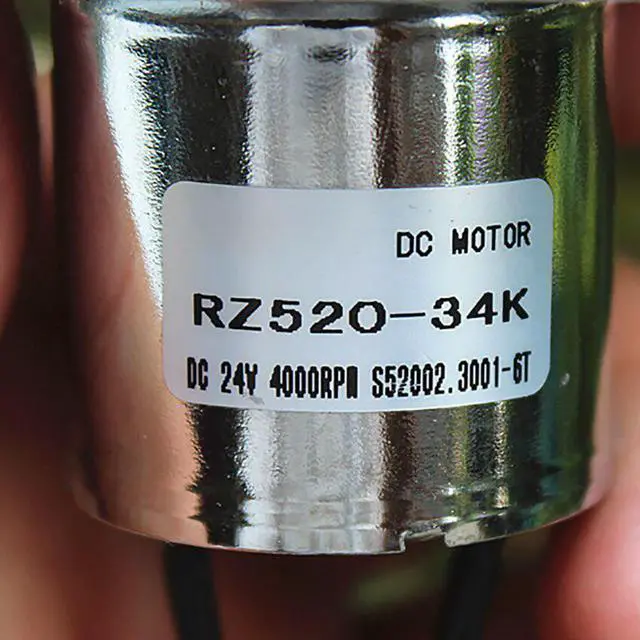 DC MOTOR
RZ520-34K
DC 24V 4000RPM S52002.3001-6T